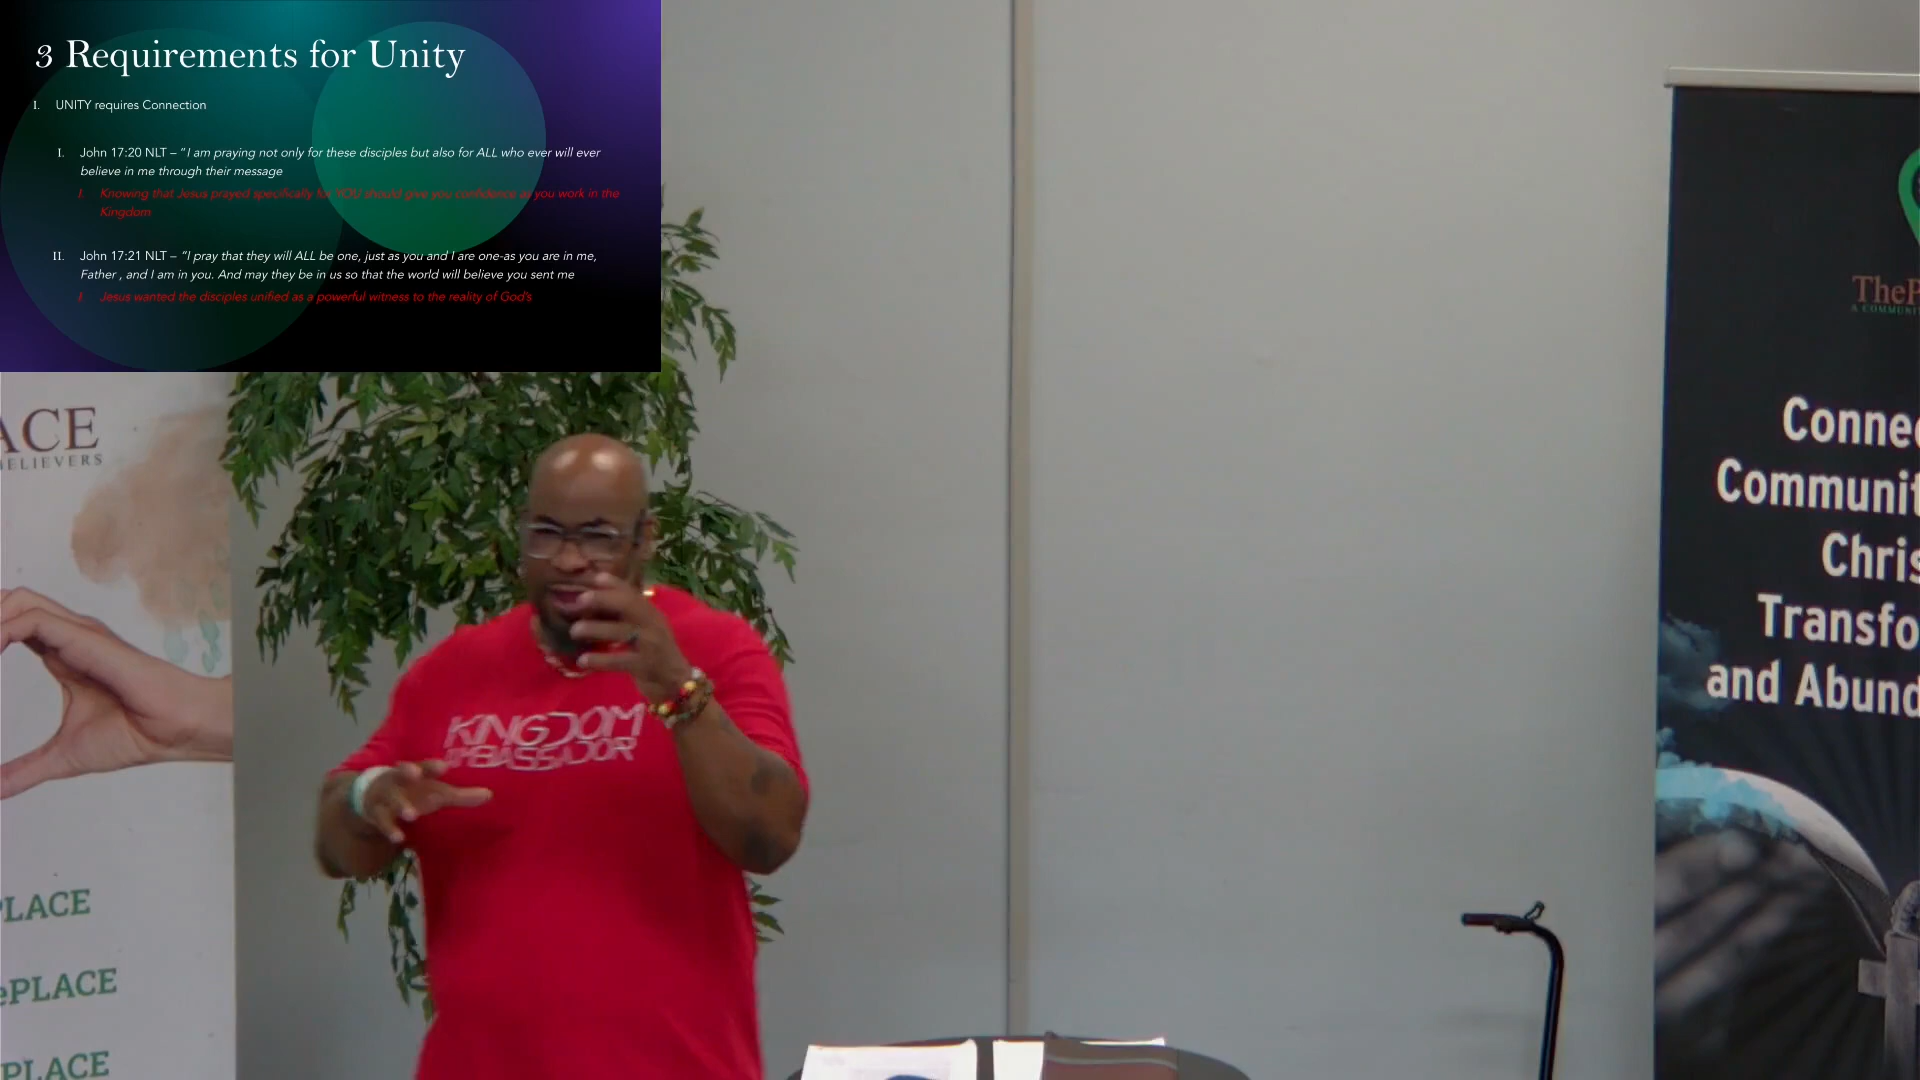 3 Requirements for Unity
I. UNITY requires Connection
I. John 17:20 NLT – “I am praying not only for these disciples but also for ALL who ever will ever
believe in me through their message
I. Knowing that Jesus prayed specifically for YOU should give you confidence as you work in the
Kingdom
II. John 17:21 NLT – “I pray that they will ALL be one, just as you and I are one-as you are in me,
Father , and I am in you. And may they be in us so that the world will believe you sent me
I. Jesus wanted the disciples unified as a powerful witness to the reality of God’s
ACE
BELIEVERS
KINGDOM
AMBASSADOR
PLACE
ePLACE
PLACE
TheP
A COMMUNIT
Connec
Communit
Chris
Transfo
and Abund